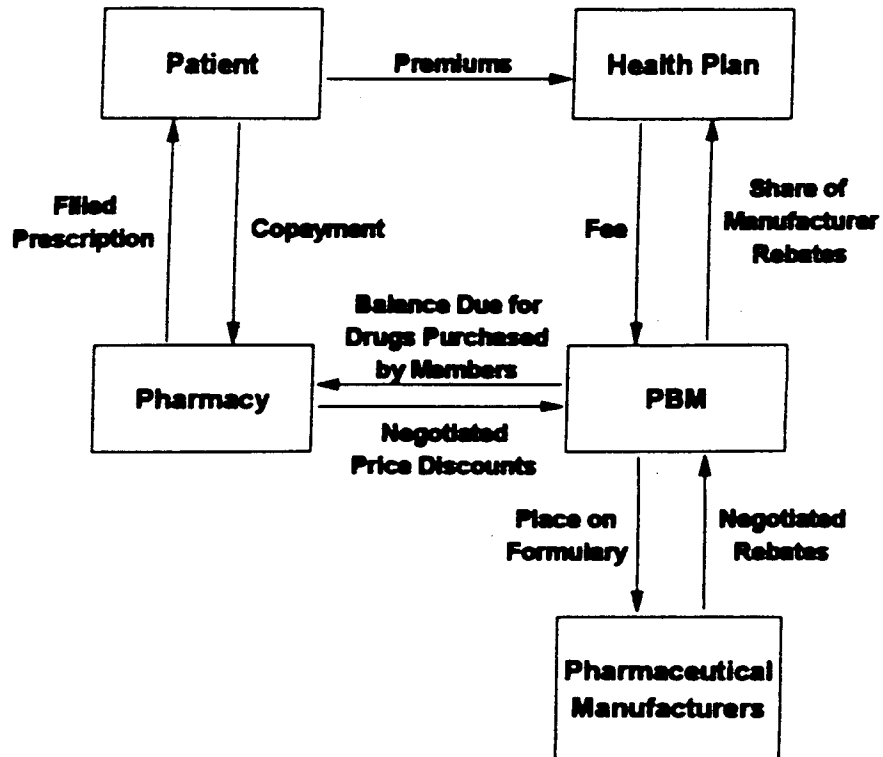 Patient
Premiums
Health Plan
Filled
Prescription
Copayment
Fee
Share of
Manufacturer
Rebates
Balance Due for
Drugs Purchased
by Members
Pharmacy
PBM
Negotiated
Price Discounts
Place on
Formulary
Negotiated
Rebates
Pharmaceutical
Manufacturers